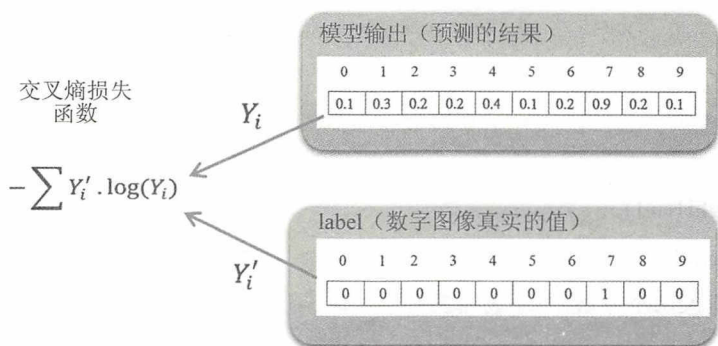 模型输出（预测的结果）
0 1 2 3 4 5 6 7 8 9
0.1 0.3 0.2 0.2 0.4 0.1 0.2 0.9 0.2 0.1
交叉熵损失
函数
Y_i
−∑ Y_i′ . log(Y_i)
label（数字图像真实的值）
0 1 2 3 4 5 6 7 8 9
0 0 0 0 0 0 0 1 0 0
Y_i′